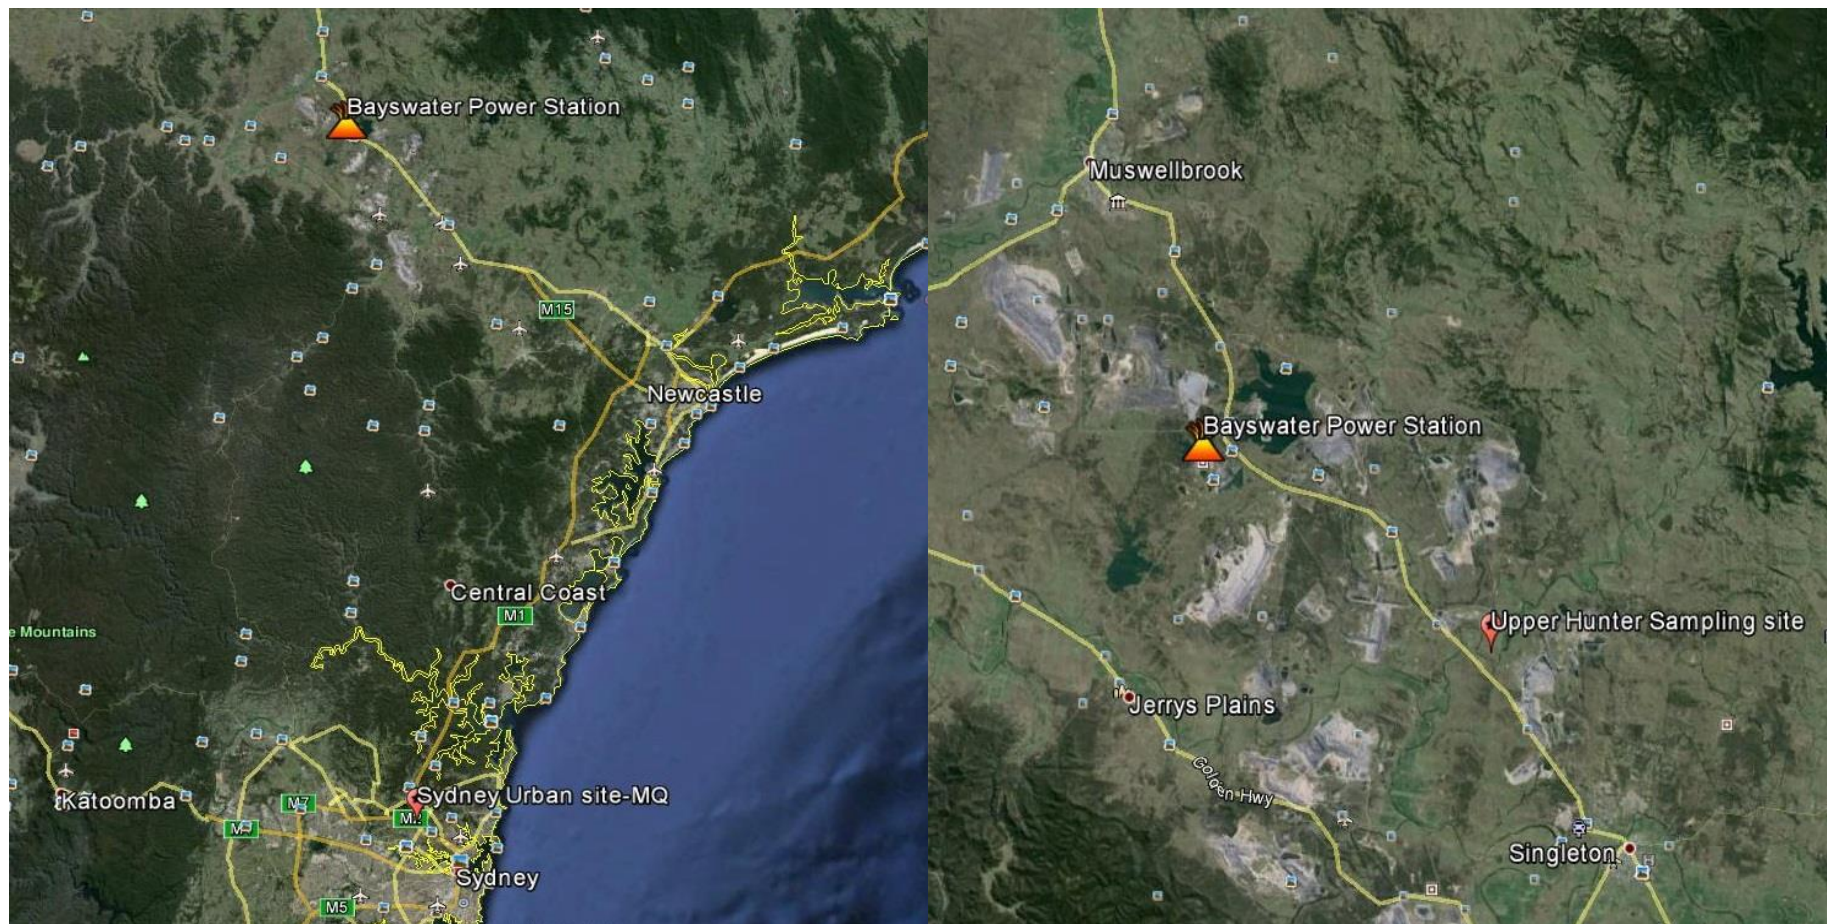 Bayswater Power Station
M15
Newcastle
Central Coast
M1
e Mountains
Sydney Urban site-MQ
Katoomba
M7
Sydney
M5
Muswellbrook
Bayswater Power Station
Upper Hunter Sampling site
Jerrys Plains
Golden Hwy
Singleton
H